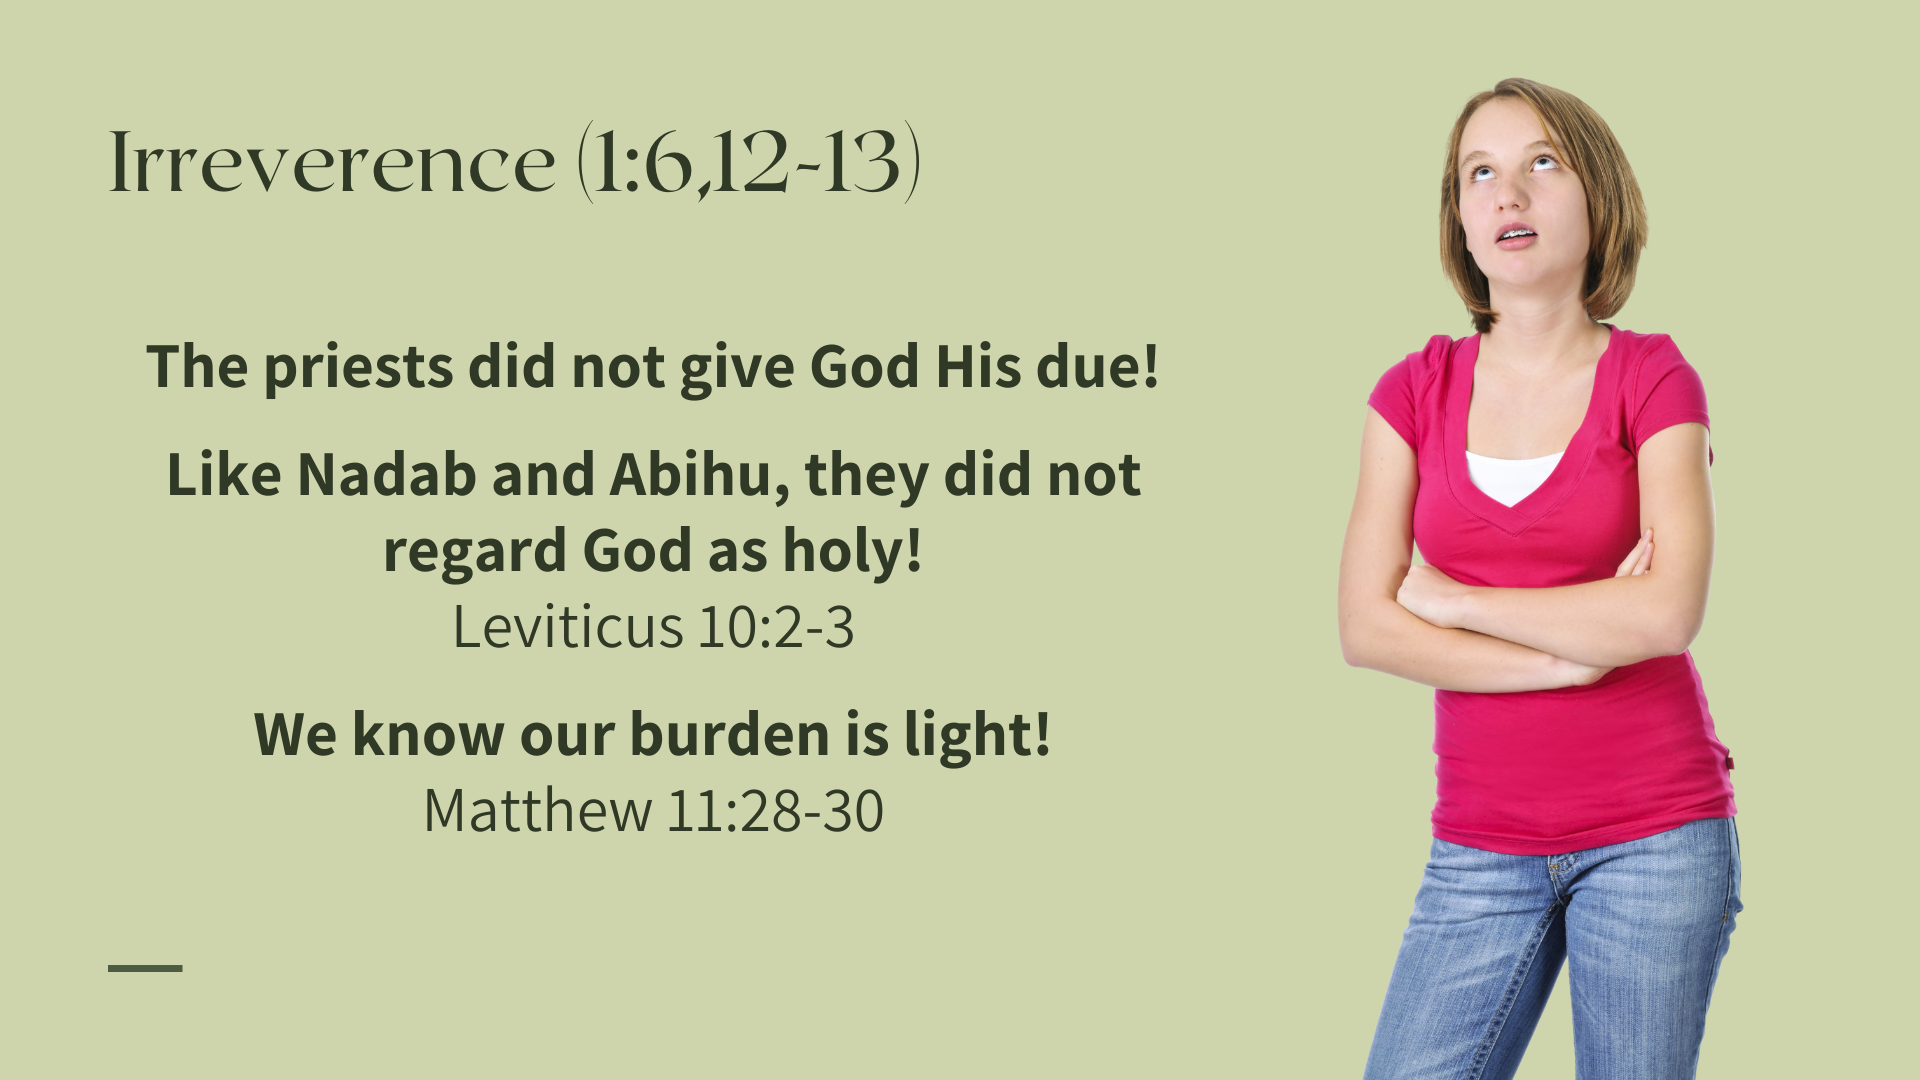 Irreverence (1:6,12-13)
The priests did not give God His due!
Like Nadab and Abihu, they did not
regard God as holy!
Leviticus 10:2-3
We know our burden is light!
Matthew 11:28-30